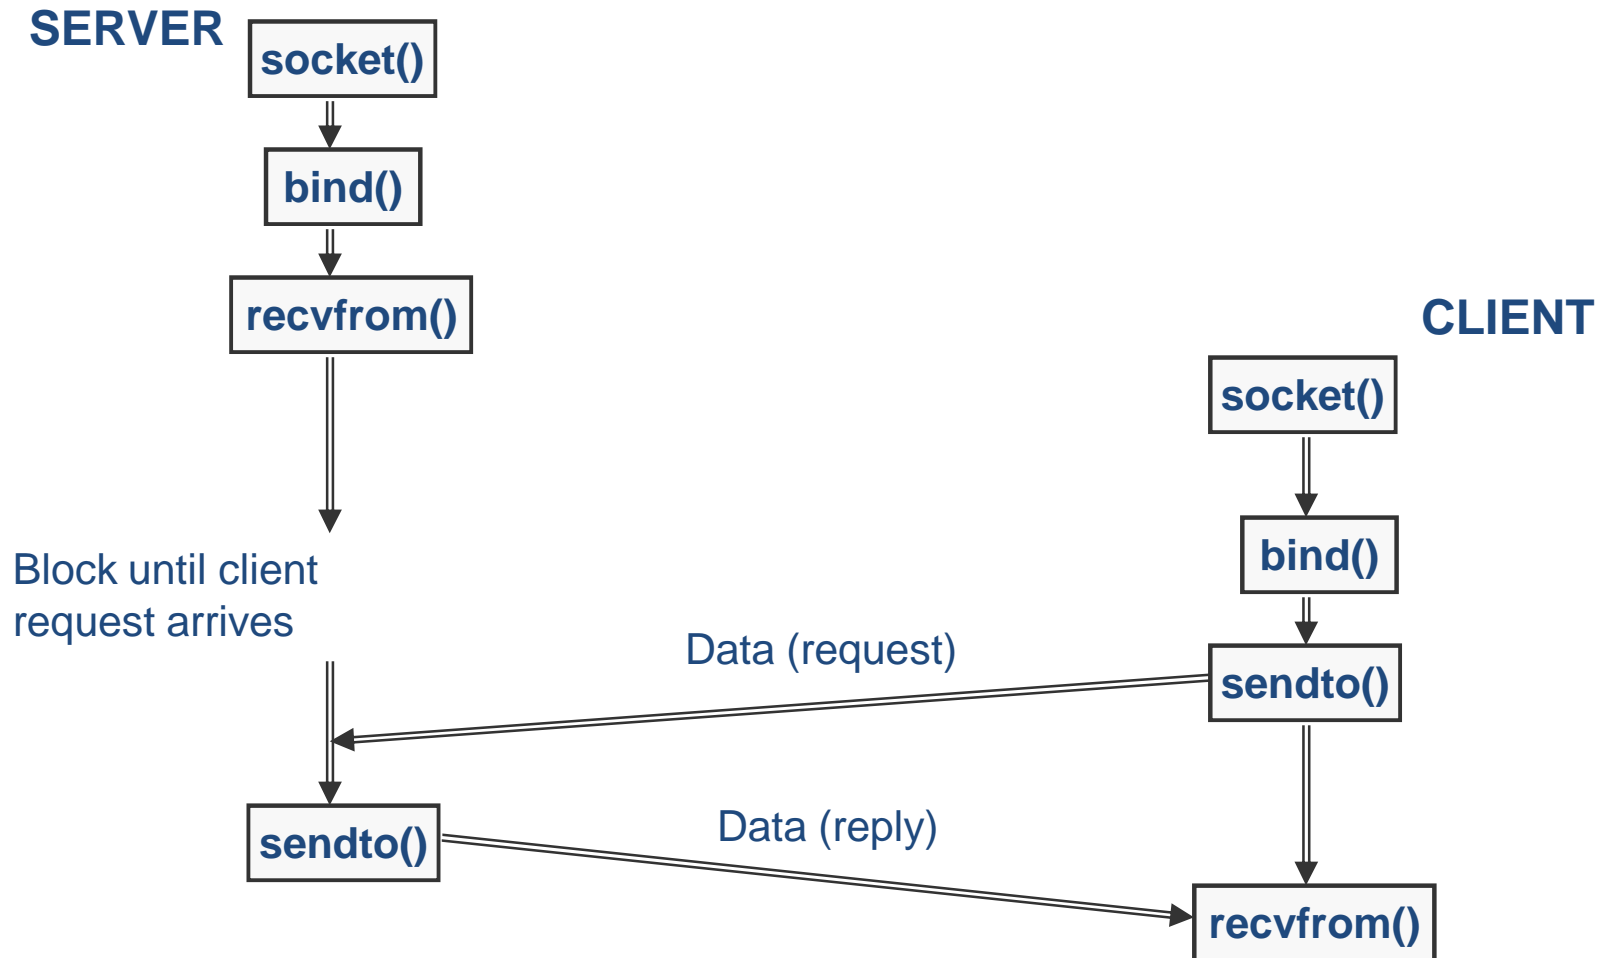 SERVER
socket()
bind()
recvfrom()
Block until client
request arrives
sendto()
CLIENT
socket()
bind()
sendto()
recvfrom()
Data (request)
Data (reply)